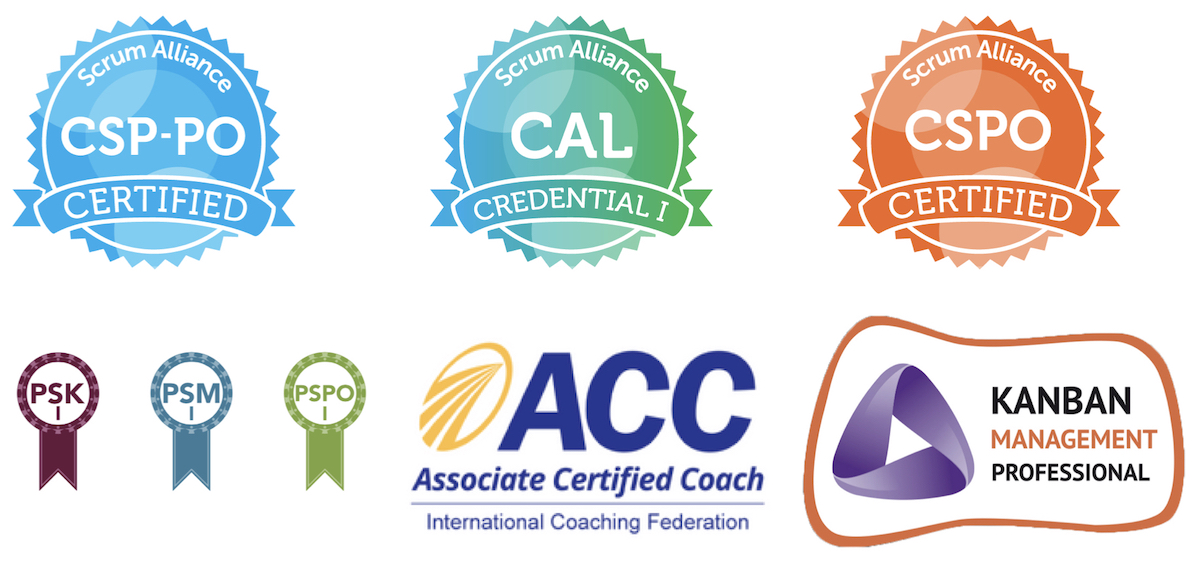 Scrum Alliance
CSP-PO
CERTIFIED
Scrum Alliance
CAL
CREDENTIAL I
Scrum Alliance
CSPO
CERTIFIED
PSK
I
PSM
I
PSPO
I
ACC
Associate Certified Coach
International Coaching Federation
KANBAN
MANAGEMENT
PROFESSIONAL